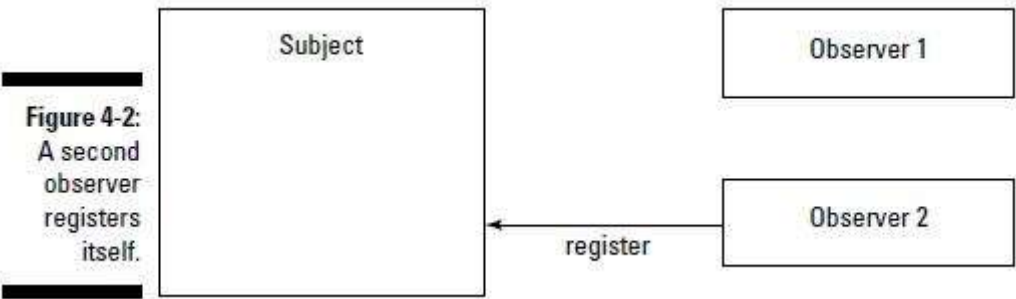 Figure 4-2:
A second
observer
registers
itself.
Subject
Observer 1
Observer 2
register